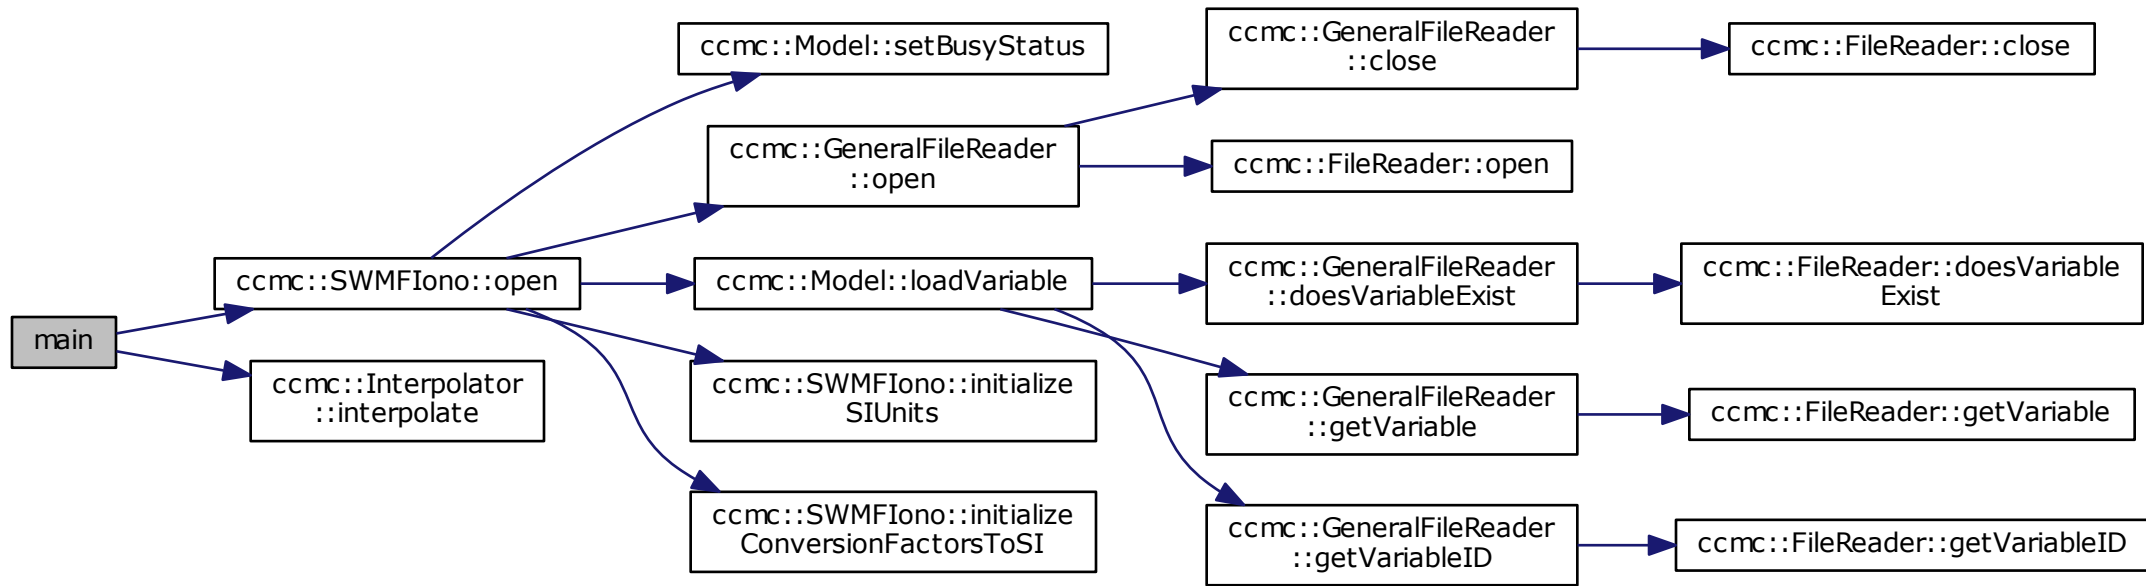 main
ccmc::SWMFIono::open
ccmc::Interpolator
::interpolate
ccmc::Model::setBusyStatus
ccmc::GeneralFileReader
::open
ccmc::Model::loadVariable
ccmc::SWMFIono::initialize
SIUnits
ccmc::SWMFIono::initialize
ConversionFactorsToSI
ccmc::GeneralFileReader
::close
ccmc::FileReader::open
ccmc::GeneralFileReader
::doesVariableExist
ccmc::GeneralFileReader
::getVariable
ccmc::GeneralFileReader
::getVariableID
ccmc::FileReader::close
ccmc::FileReader::doesVariable
Exist
ccmc::FileReader::getVariable
ccmc::FileReader::getVariableID